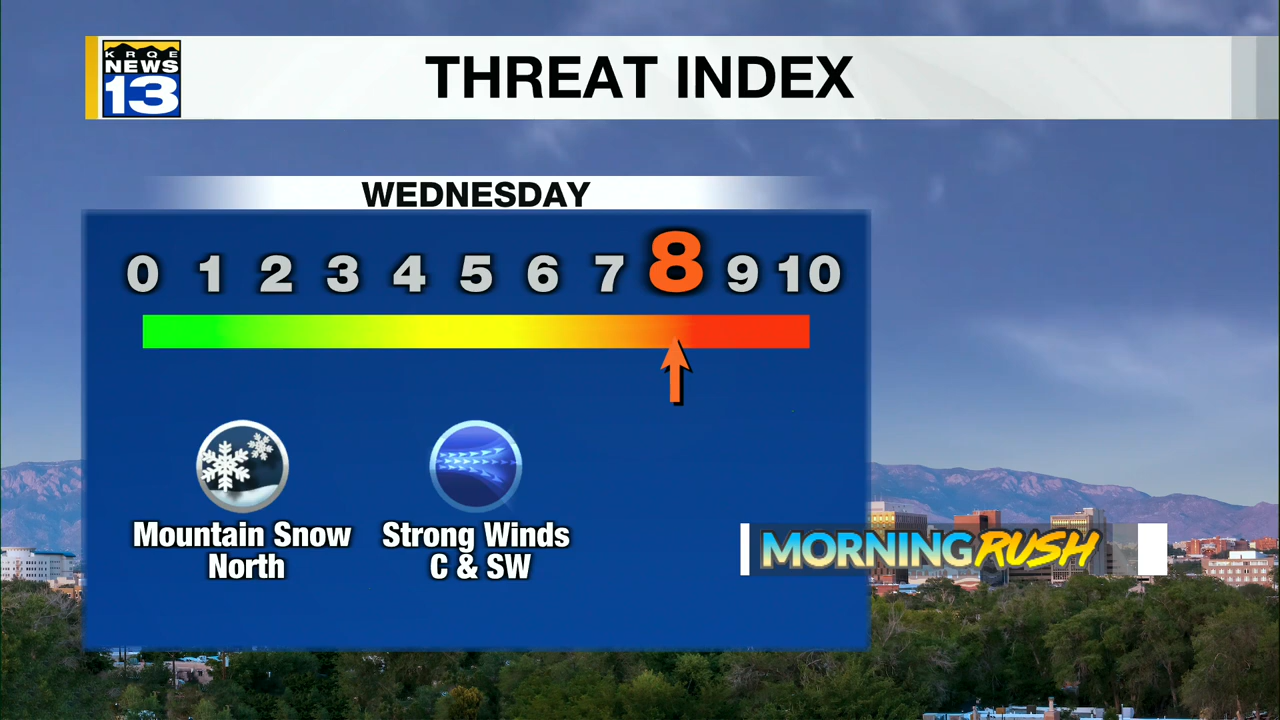 KRQE
NEWS
13
THREAT INDEX
WEDNESDAY
0 1 2 3 4 5 6 7 8 9 10
Mountain Snow
North
Strong Winds
C & SW
MORNING RUSH